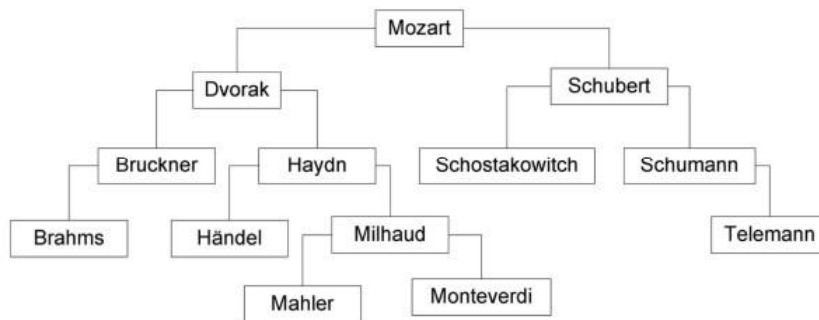 Mozart
Dvorak
Schubert
Bruckner
Haydn
Schostakowitch
Schumann
Brahms
Händel
Milhaud
Telemann
Mahler
Monteverdi